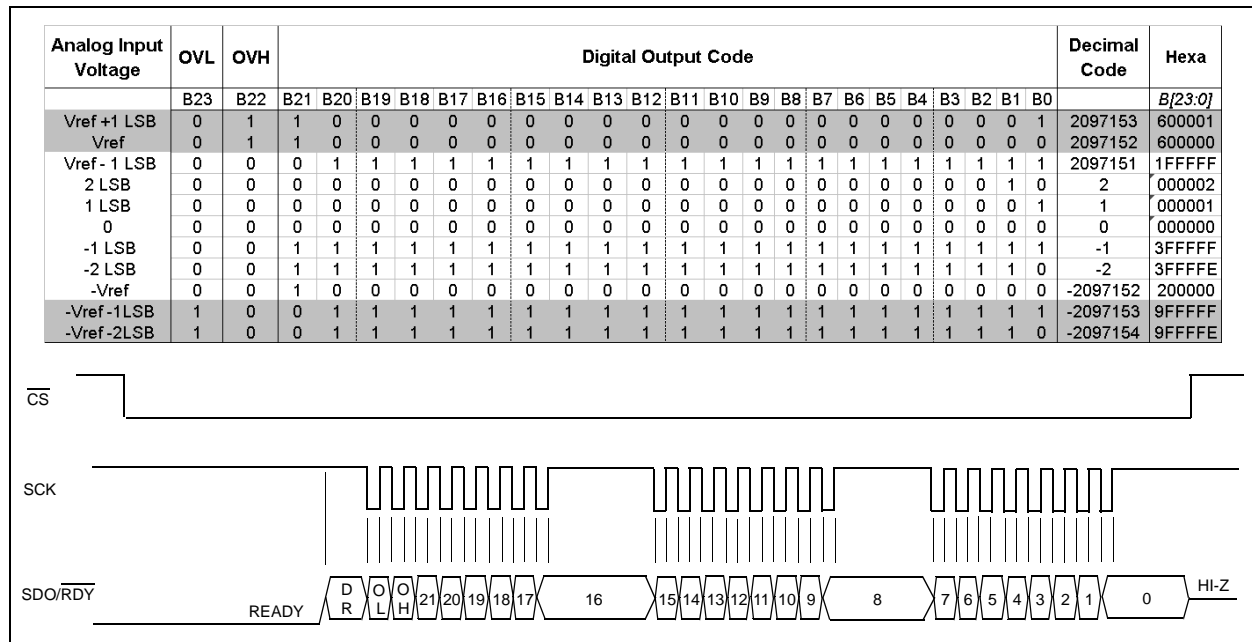 Analog Input Voltage OVL OVH Digital Output Code Decimal Code Hexa
B23 B22 B21 B20 B19 B18 B17 B16 B15 B14 B13 B12 B11 B10 B9 B8 B7 B6 B5 B4 B3 B2 B1 B0 B[23:0]
Vref +1 LSB 0 1 1 0 0 0 0 0 0 0 0 0 0 0 0 0 0 0 0 0 0 0 0 1 2097153 600001
Vref 0 1 1 0 0 0 0 0 0 0 0 0 0 0 0 0 0 0 0 0 0 0 0 0 2097152 600000
Vref - 1 LSB 0 0 0 1 1 1 1 1 1 1 1 1 1 1 1 1 1 1 1 1 1 1 1 1 2097151 1FFFFF
2 LSB 0 0 0 0 0 0 0 0 0 0 0 0 0 0 0 0 0 0 0 0 0 0 1 0 2 000002
1 LSB 0 0 0 0 0 0 0 0 0 0 0 0 0 0 0 0 0 0 0 0 0 0 0 1 1 000001
0 0 0 0 0 0 0 0 0 0 0 0 0 0 0 0 0 0 0 0 0 0 0 0 0 0 000000
-1 LSB 0 0 1 1 1 1 1 1 1 1 1 1 1 1 1 1 1 1 1 1 1 1 1 1 -1 3FFFFF
-2 LSB 0 0 1 1 1 1 1 1 1 1 1 1 1 1 1 1 1 1 1 1 1 1 1 0 -2 3FFFFE
-Vref 0 0 1 0 0 0 0 0 0 0 0 0 0 0 0 0 0 0 0 0 0 0 0 0 -2097152 200000
-Vref -1LSB 1 0 0 1 1 1 1 1 1 1 1 1 1 1 1 1 1 1 1 1 1 1 1 1 -2097153 9FFFFF
-Vref -2LSB 1 0 0 1 1 1 1 1 1 1 1 1 1 1 1 1 1 1 1 1 1 1 1 0 -2097154 9FFFFE
CS
SCK
SDO/RDY READY DR OL OH 21 20 19 18 17 16 15 14 13 12 11 10 9 8 7 6 5 4 3 2 1 0 HI-Z